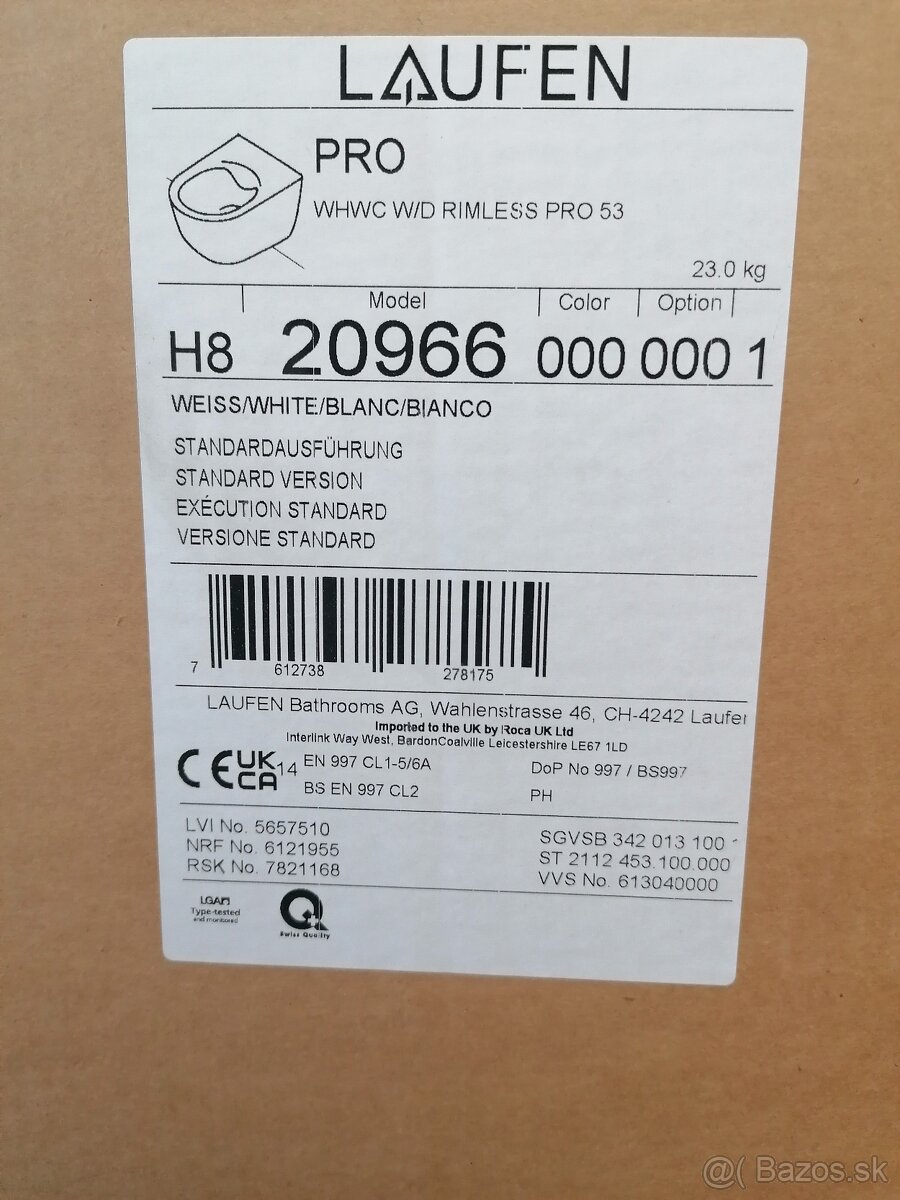 LAUFEN
PRO
WHWC W/D RIMLESS PRO 53
23.0 kg
Model Color Option
H8 20966 000 000 1
WEISS/WHITE/BLANC/BIANCO
STANDARDAUSFÜHRUNG
STANDARD VERSION
EXÉCUTION STANDARD
VERSIONE STANDARD
7 612738 278175
LAUFEN Bathrooms AG, Wahlenstrasse 46, CH-4242 Laufen
Imported to the UK by Roca UK Ltd
Interlink Way West, BardonCoalville Leicestershire LE67 1LD
CE UKCA 14 EN 997 CL1-5/6A DoP No 997 / BS997
BS EN 997 CL2 PH
LVI No. 5657510
NRF No. 6121955
RSK No. 7821168
SGVSB 342 013 100
ST 2112 453.100.000
VVS No. 613040000
LGA
Type-tested
and monitored
Swiss Quality
@( Bazos.sk